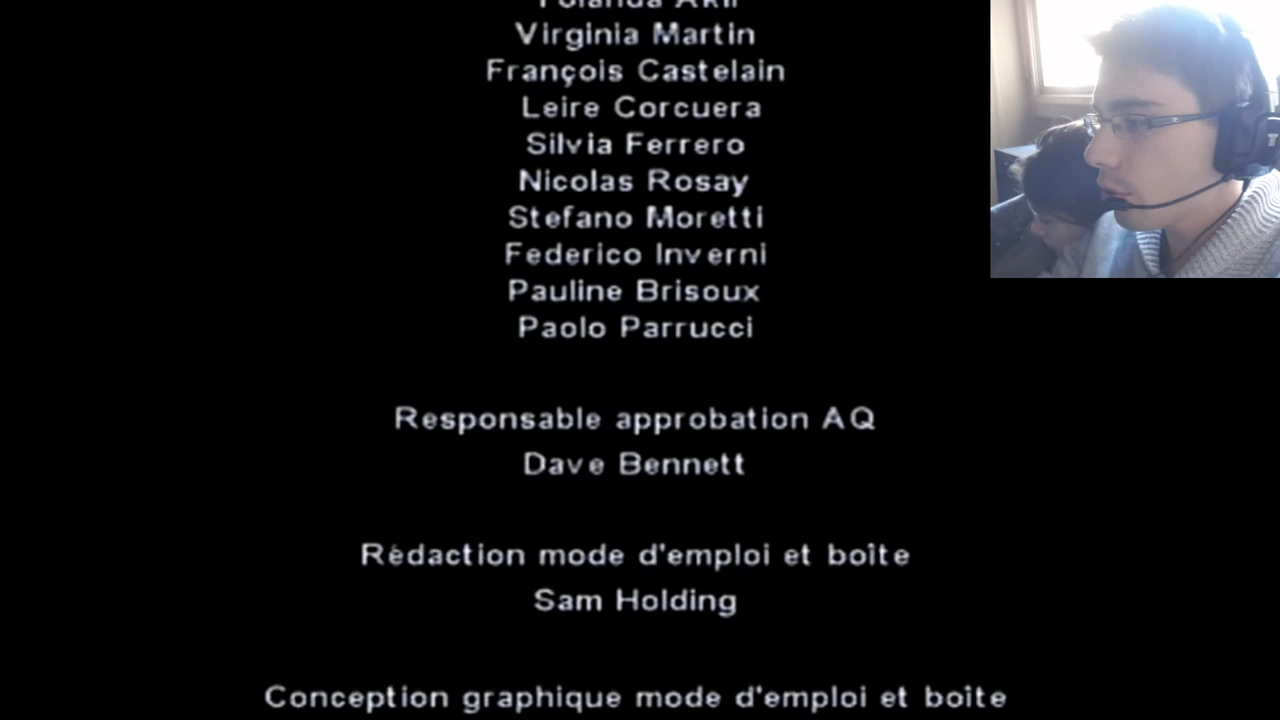 Virginia Martin
François Castelain
Leire Corcuera
Silvia Ferrero
Nicolas Rosay
Stefano Moretti
Federico Inverni
Pauline Brisoux
Paolo Parrucci
Responsable approbation AQ
Dave Bennett
Rédaction mode d'emploi et boîte
Sam Holding
Conception graphique mode d'emploi et boîte